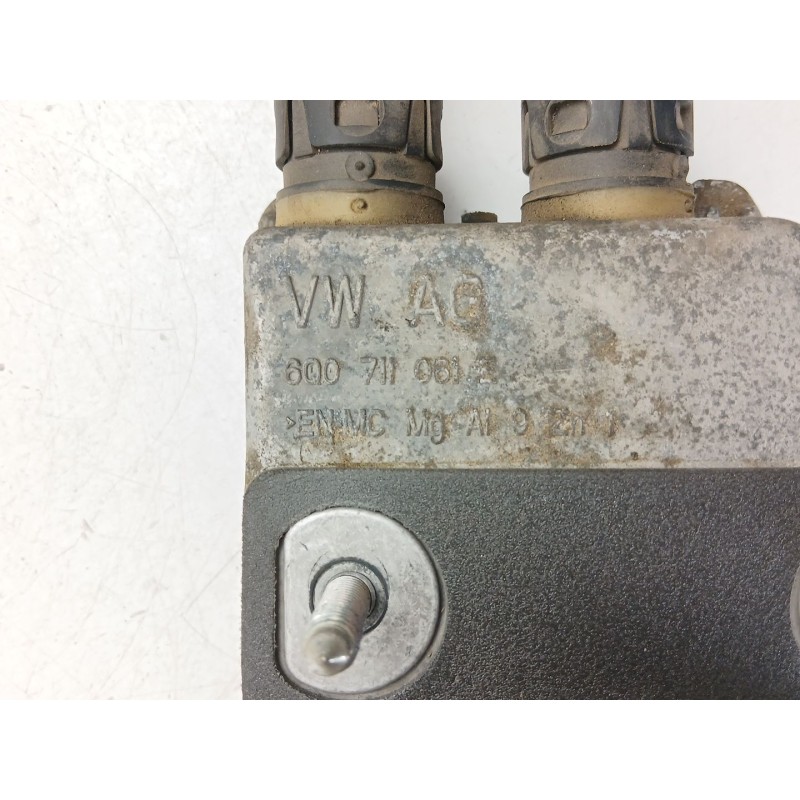 VW AG
6Q0 711 061 E
>EN-MC Mg Al 9 Zn 1